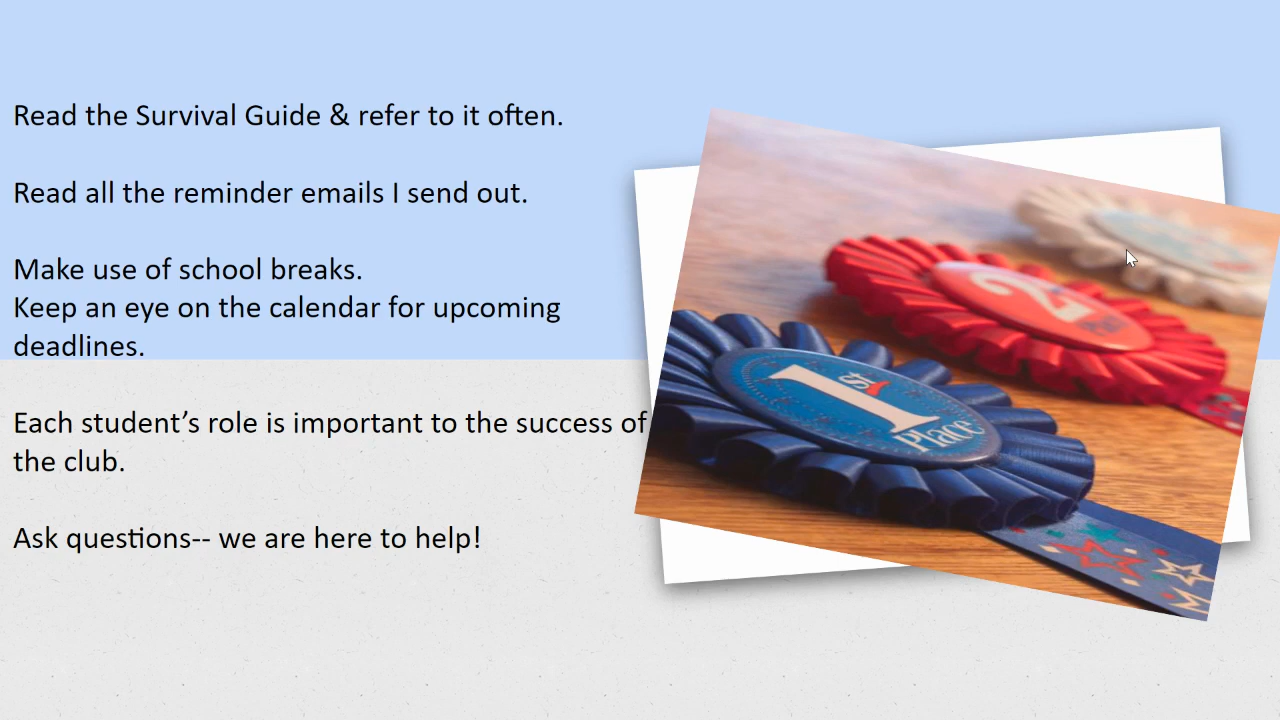 Read the Survival Guide & refer to it often.
Read all the reminder emails I send out.
Make use of school breaks.
Keep an eye on the calendar for upcoming
deadlines.
Each student’s role is important to the success of
the club.
Ask questions-- we are here to help!
2
1st
Place